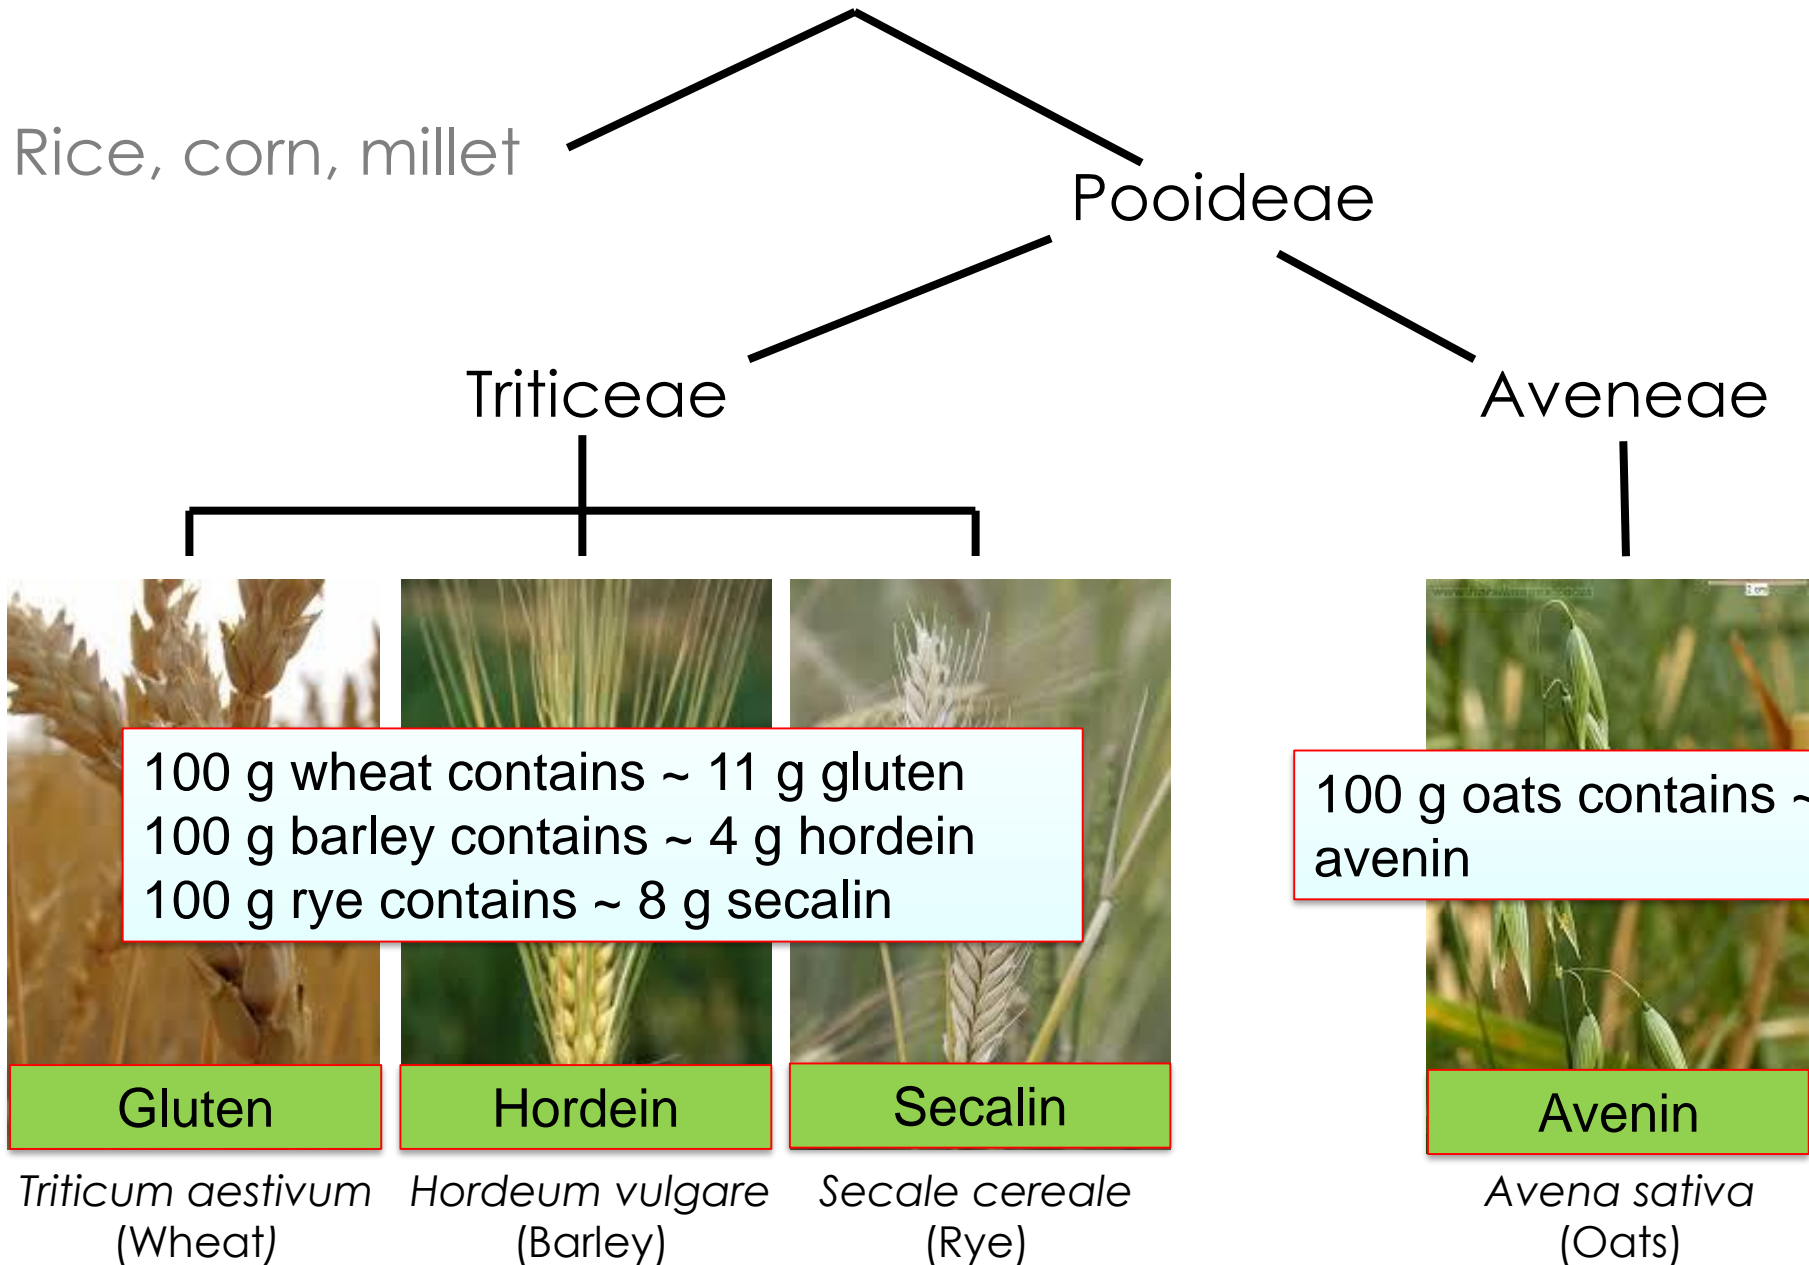 Rice, corn, millet
Pooideae
Triticeae
Aveneae
100 g wheat contains ~ 11 g gluten
100 g barley contains ~ 4 g hordein
100 g rye contains ~ 8 g secalin
100 g oats contains ~
avenin
Gluten
Hordein
Secalin
Avenin
Triticum aestivum
(Wheat)
Hordeum vulgare
(Barley)
Secale cereale
(Rye)
Avena sativa
(Oats)